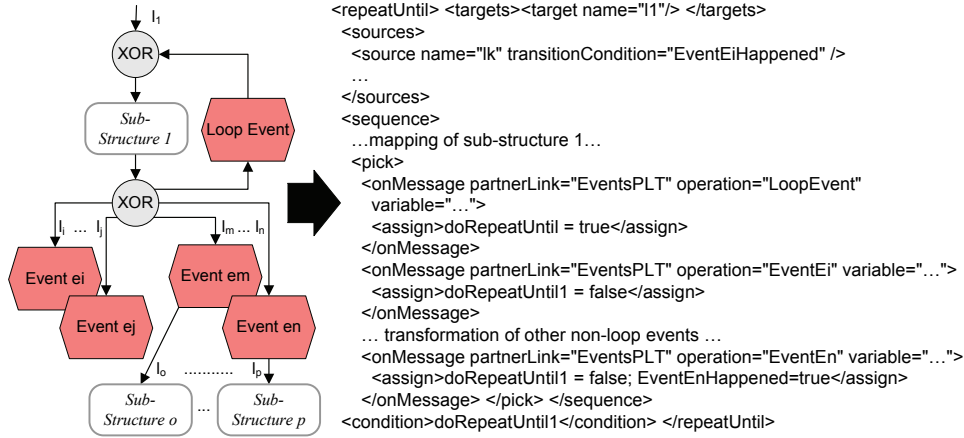 l1
XOR
Sub-
Structure 1
Loop Event
XOR
li ... lj
lm ... ln
Event ei
Event em
Event ej
Event en
lo ........... lp
Sub-
Structure o
...
Sub-
Structure p
<repeatUntil> <targets><target name="l1"/> </targets>
<sources>
<source name="lk" transitionCondition="EventEiHappened" />
...
</sources>
<sequence>
...mapping of sub-structure 1...
<pick>
<onMessage partnerLink="EventsPLT" operation="LoopEvent"
variable="...">
<assign>doRepeatUntil = true</assign>
</onMessage>
<onMessage partnerLink="EventsPLT" operation="EventEi" variable="...">
<assign>doRepeatUntil1 = false</assign>
</onMessage>
... transformation of other non-loop events ...
<onMessage partnerLink="EventsPLT" operation="EventEn" variable="...">
<assign>doRepeatUntil1 = false; EventEnHappened=true</assign>
</onMessage> </pick> </sequence>
<condition>doRepeatUntil1</condition> </repeatUntil>